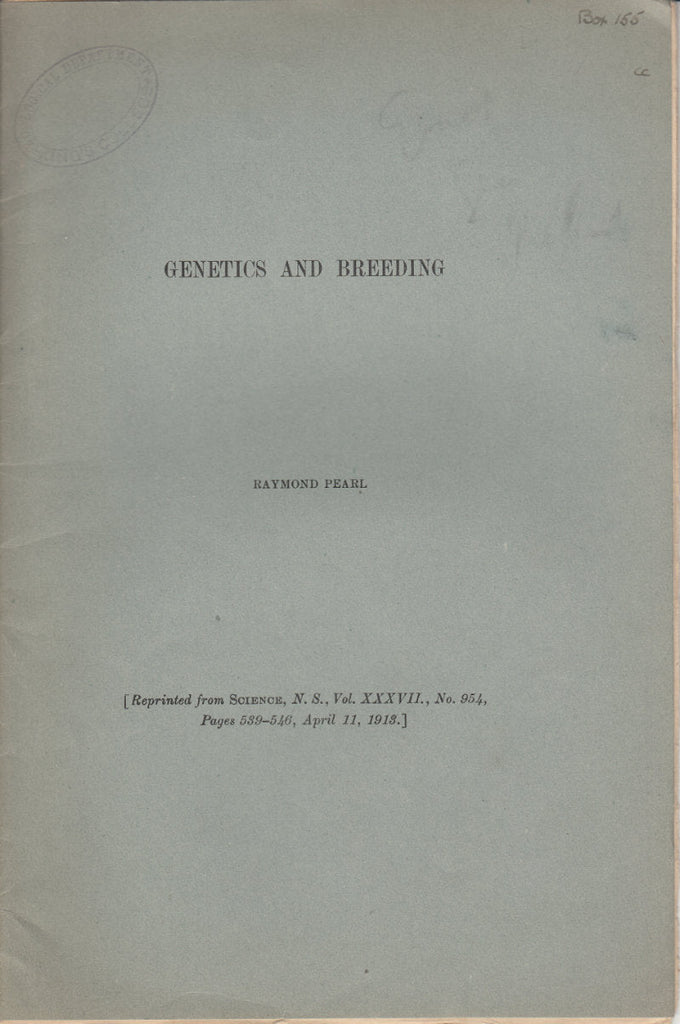 Box 155
cc
GENETICS AND BREEDING
RAYMOND PEARL
[Reprinted from SCIENCE, N. S., Vol. XXXVII., No. 954,
Pages 539–546, April 11, 1913.]